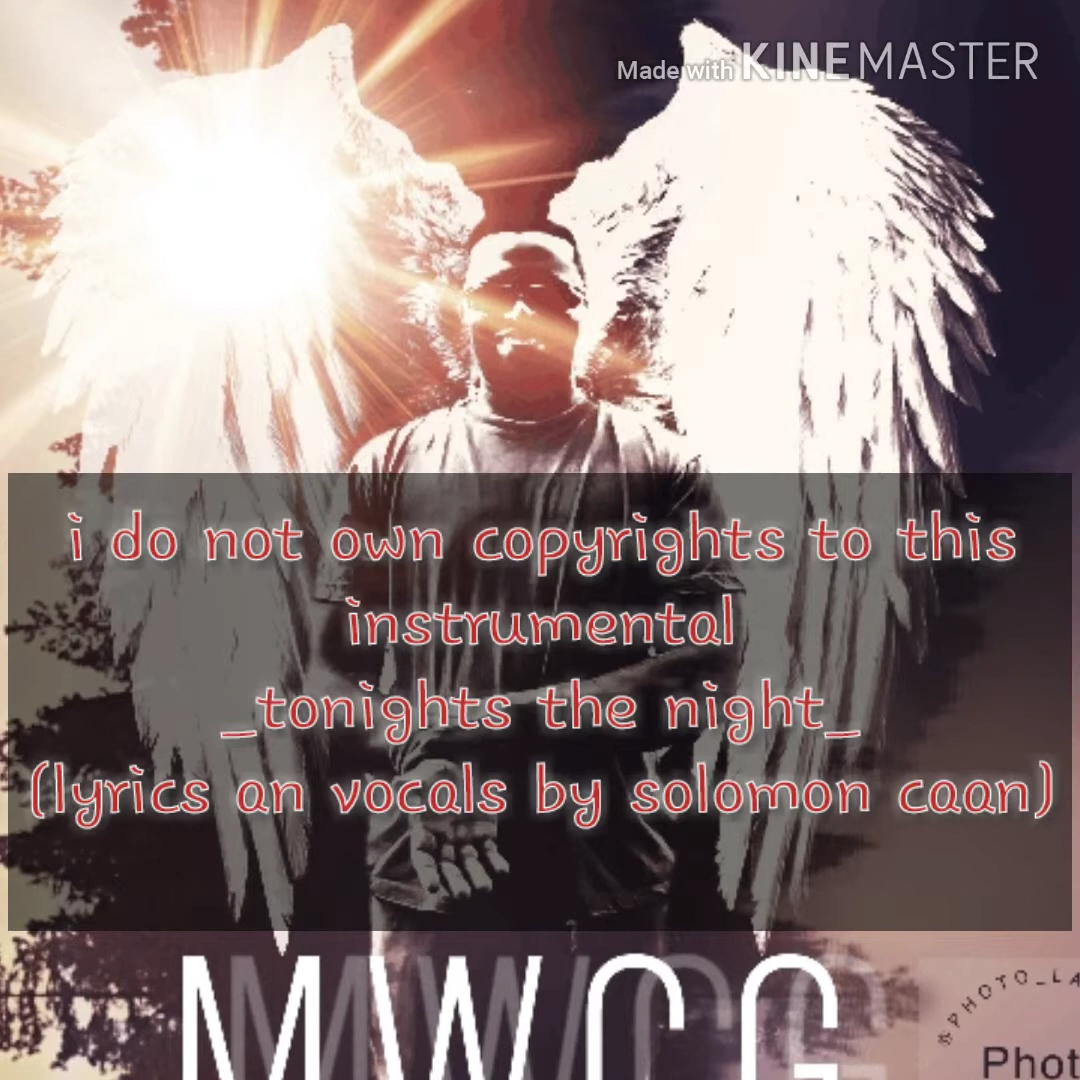 Made with KINEMASTER
i do not own copyrights to this
instrumental
_tonights the night_
(lyrics an vocals by solomon caan)
MWCG
@PHOTO_LA
Phot